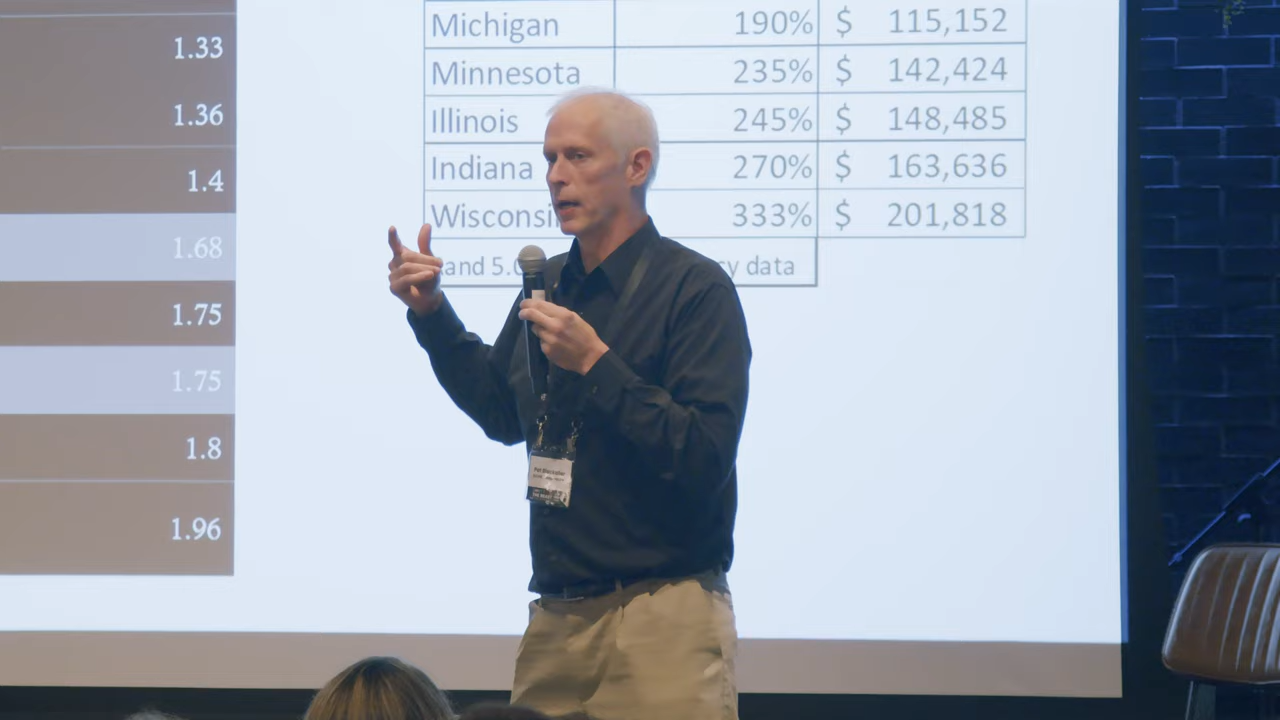 1.33
1.36
1.4
1.68
1.75
1.75
1.8
1.96
Michigan 190% $ 115,152
Minnesota 235% $ 142,424
Illinois 245% $ 148,485
Indiana 270% $ 163,636
Wisconsi 333% $ 201,818
and 5.0 cy data